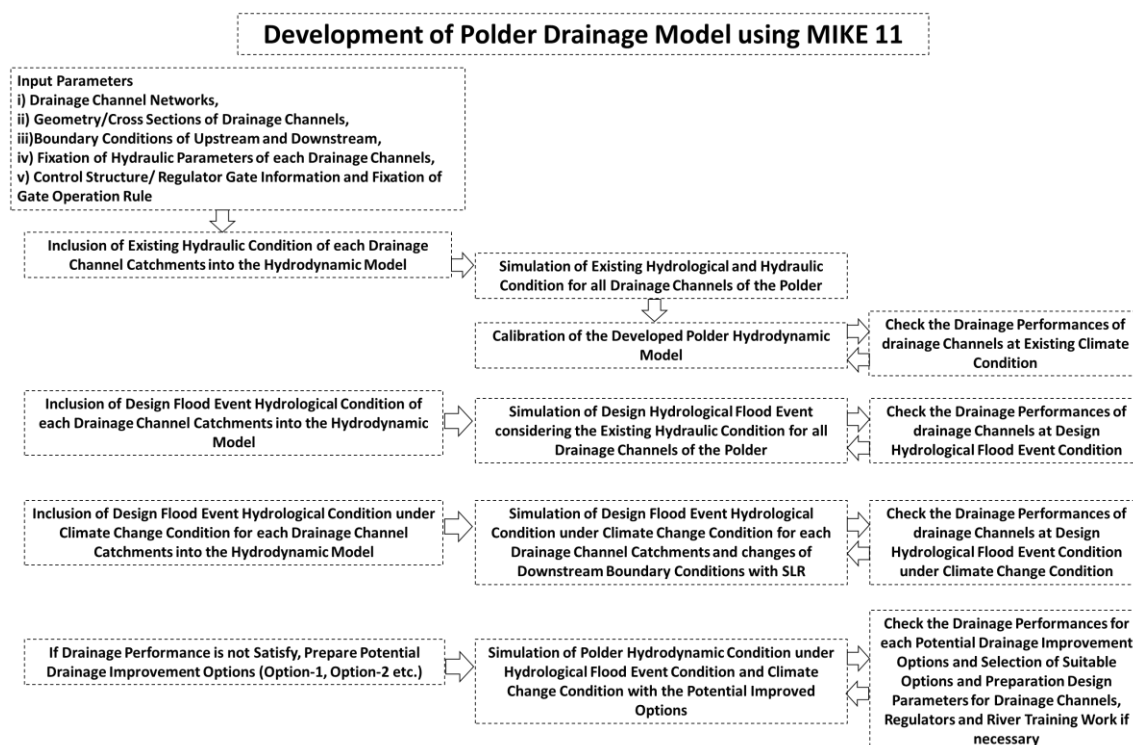 Development of Polder Drainage Model using MIKE 11
Input Parameters
i) Drainage Channel Networks,
ii) Geometry/Cross Sections of Drainage Channels,
iii)Boundary Conditions of Upstream and Downstream,
iv) Fixation of Hydraulic Parameters of each Drainage Channels,
v) Control Structure/ Regulator Gate Information and Fixation of
Gate Operation Rule
Inclusion of Existing Hydraulic Condition of each Drainage
Channel Catchments into the Hydrodynamic Model
Simulation of Existing Hydrological and Hydraulic
Condition for all Drainage Channels of the Polder
Calibration of the Developed Polder Hydrodynamic
Model
Check the Drainage Performances of
drainage Channels at Existing Climate
Condition
Inclusion of Design Flood Event Hydrological Condition of
each Drainage Channel Catchments into the Hydrodynamic
Model
Simulation of Design Hydrological Flood Event
considering the Existing Hydraulic Condition for all
Drainage Channels of the Polder
Check the Drainage Performances of
drainage Channels at Design
Hydrological Flood Event Condition
Inclusion of Design Flood Event Hydrological Condition under
Climate Change Condition for each Drainage Channel
Catchments into the Hydrodynamic Model
Simulation of Design Flood Event Hydrological
Condition under Climate Change Condition for each
Drainage Channel Catchments and changes of
Downstream Boundary Conditions with SLR
Check the Drainage Performances of
drainage Channels at Design
Hydrological Flood Event Condition
under Climate Change Condition
If Drainage Performance is not Satisfy, Prepare Potential
Drainage Improvement Options (Option-1, Option-2 etc.)
Simulation of Polder Hydrodynamic Condition under
Hydrological Flood Event Condition and Climate
Change Condition with the Potential Improved
Options
Check the Drainage Performances for
each Potential Drainage Improvement
Options and Selection of Suitable
Options and Preparation Design
Parameters for Drainage Channels,
Regulators and River Training Work if
necessary